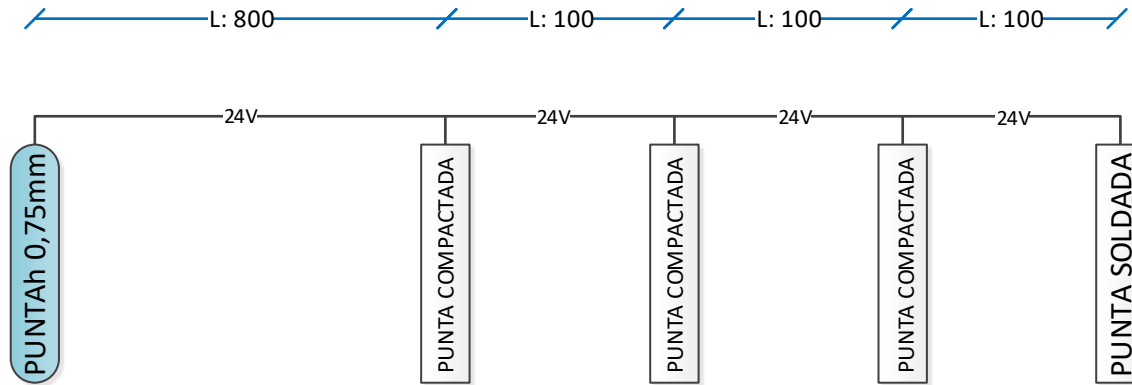 L: 800
L: 100
L: 100
L: 100
24V
24V
24V
24V
PUNTAh 0,75mm
PUNTA COMPACTADA
PUNTA COMPACTADA
PUNTA COMPACTADA
PUNTA SOLDADA